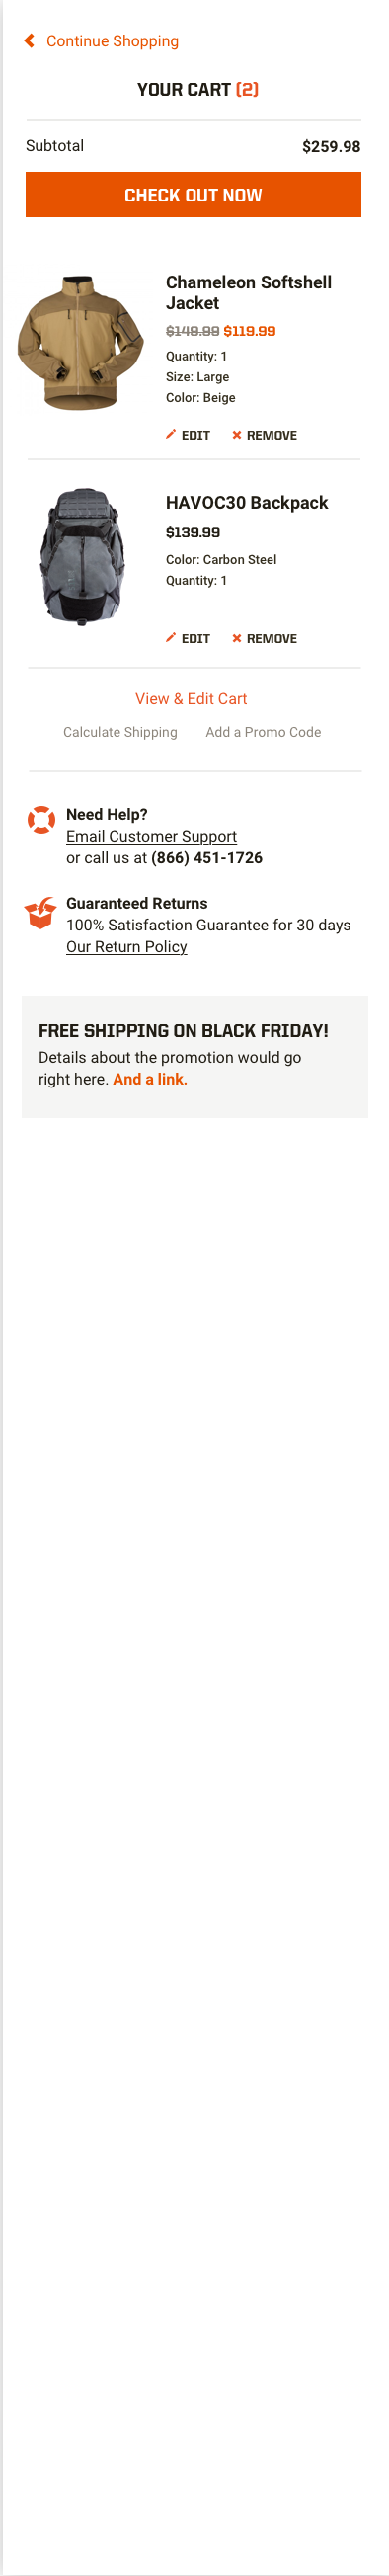 Continue Shopping
YOUR CART (2)
Subtotal $259.98
CHECK OUT NOW
Chameleon Softshell
Jacket
$149.99 $119.99
Quantity: 1
Size: Large
Color: Beige
EDIT REMOVE
HAVOC30 Backpack
$139.99
Color: Carbon Steel
Quantity: 1
EDIT REMOVE
View & Edit Cart
Calculate Shipping Add a Promo Code
Need Help?
Email Customer Support
or call us at (866) 451-1726
Guaranteed Returns
100% Satisfaction Guarantee for 30 days
Our Return Policy
FREE SHIPPING ON BLACK FRIDAY!
Details about the promotion would go
right here. And a link.